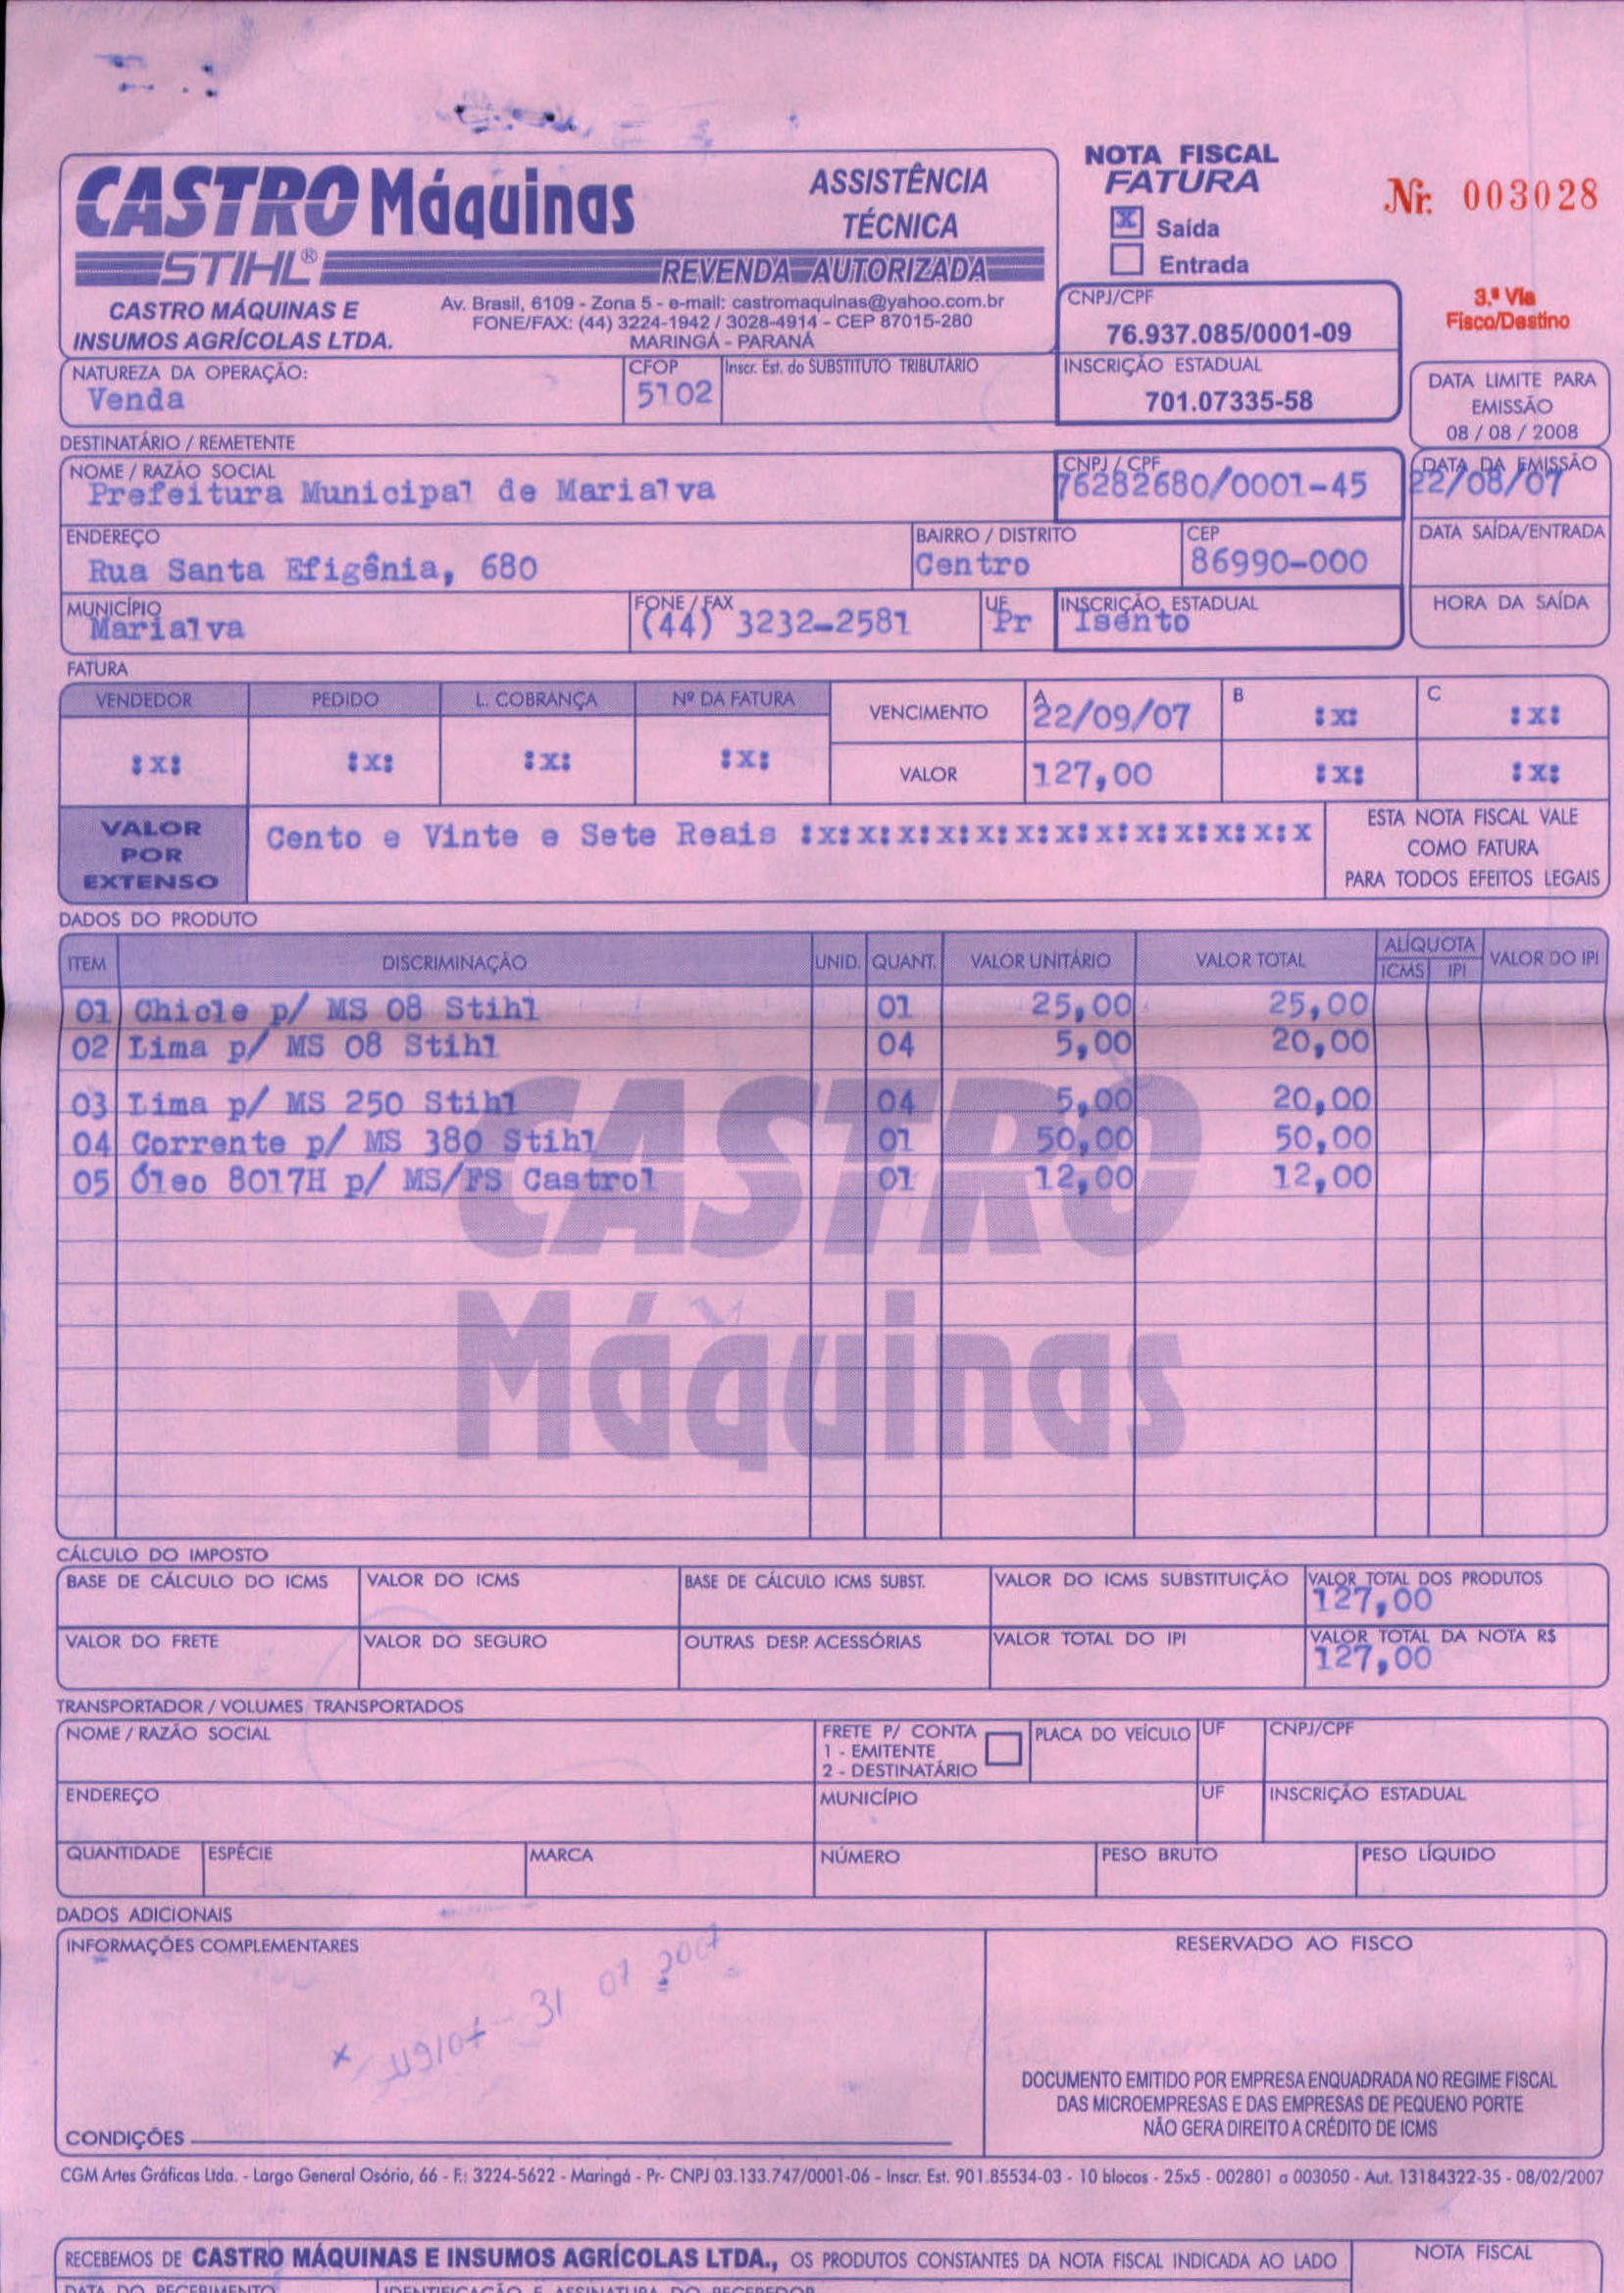 CASTRO Máquinas
STIHL®
ASSISTÊNCIA
TÉCNICA
REVENDA AUTORIZADA
CASTRO MÁQUINAS E
INSUMOS AGRÍCOLAS LTDA.
Av. Brasil, 6109 - Zona 5 - e-mail: castromaquinas@yahoo.com.br
FONE/FAX: (44) 3224-1942 / 3028-4914 - CEP 87015-280
MARINGÁ - PARANÁ
NOTA FISCAL
FATURA
X Saída
Entrada
Nr. 003028
3.ª Via
Fisco/Destino
CNPJ/CPF
76.937.085/0001-09
NATUREZA DA OPERAÇÃO:
Venda
CFOP
5102
Inscr. Est. do SUBSTITUTO TRIBUTÁRIO
INSCRIÇÃO ESTADUAL
701.07335-58
DATA LIMITE PARA
EMISSÃO
08 / 08 / 2008
DESTINATÁRIO / REMETENTE
NOME / RAZÃO SOCIAL
Prefeitura Municipal de Marialva
CNPJ / CPF
76282680/0001-45
DATA DA EMISSÃO
22/08/07
ENDEREÇO
Rua Santa Efigênia, 680
BAIRRO / DISTRITO
Centro
CEP
86990-000
DATA SAÍDA/ENTRADA
MUNICÍPIO
Marialva
FONE / FAX
(44) 3232-2581
UF
Pr
INSCRIÇÃO ESTADUAL
Isento
HORA DA SAÍDA
FATURA
VENDEDOR PEDIDO L. COBRANÇA Nº DA FATURA
:x: :x: :x: :x:
VENCIMENTO A 22/09/07 B :x: C :x:
VALOR 127,00 :x: :x:
VALOR
POR
EXTENSO
Cento e Vinte e Sete Reais :x:x:x:x:x:x:x:x:x:x:x:x:x
ESTA NOTA FISCAL VALE
COMO FATURA
PARA TODOS EFEITOS LEGAIS
DADOS DO PRODUTO
ITEM DISCRIMINAÇÃO UNID. QUANT. VALOR UNITÁRIO VALOR TOTAL ALÍQUOTA ICMS IPI VALOR DO IPI
01 Chicle p/ MS 08 Stihl 01 25,00 25,00
02 Lima p/ MS 08 Stihl 04 5,00 20,00
03 Lima p/ MS 250 Stihl 04 5,00 20,00
04 Corrente p/ MS 380 Stihl 01 50,00 50,00
05 Óleo 8017H p/ MS/FS Castrol 01 12,00 12,00
CASTRO
Máquinas
CÁLCULO DO IMPOSTO
BASE DE CÁLCULO DO ICMS VALOR DO ICMS BASE DE CÁLCULO ICMS SUBST. VALOR DO ICMS SUBSTITUIÇÃO VALOR TOTAL DOS PRODUTOS
127,00
VALOR DO FRETE VALOR DO SEGURO OUTRAS DESP. ACESSÓRIAS VALOR TOTAL DO IPI VALOR TOTAL DA NOTA R$
127,00
TRANSPORTADOR / VOLUMES TRANSPORTADOS
NOME / RAZÃO SOCIAL
FRETE P/ CONTA
1 - EMITENTE
2 - DESTINATÁRIO
PLACA DO VEÍCULO UF CNPJ/CPF
ENDEREÇO MUNICÍPIO UF INSCRIÇÃO ESTADUAL
QUANTIDADE ESPÉCIE MARCA NÚMERO PESO BRUTO PESO LÍQUIDO
DADOS ADICIONAIS
INFORMAÇÕES COMPLEMENTARES
31 07 2007
CONDIÇÕES
RESERVADO AO FISCO
DOCUMENTO EMITIDO POR EMPRESA ENQUADRADA NO REGIME FISCAL
DAS MICROEMPRESAS E DAS EMPRESAS DE PEQUENO PORTE
NÃO GERA DIREITO A CRÉDITO DE ICMS
CGM Artes Gráficas Ltda. - Largo General Osório, 66 - F.: 3224-5622 - Maringá - Pr- CNPJ 03.133.747/0001-06 - Inscr. Est. 901.85534-03 - 10 blocos - 25x5 - 002801 a 003050 - Aut. 13184322-35 - 08/02/2007
RECEBEMOS DE CASTRO MÁQUINAS E INSUMOS AGRÍCOLAS LTDA., OS PRODUTOS CONSTANTES DA NOTA FISCAL INDICADA AO LADO
NOTA FISCAL
DATA DO RECEBIMENTO IDENTIFICAÇÃO E ASSINATURA DO RECEBEDOR